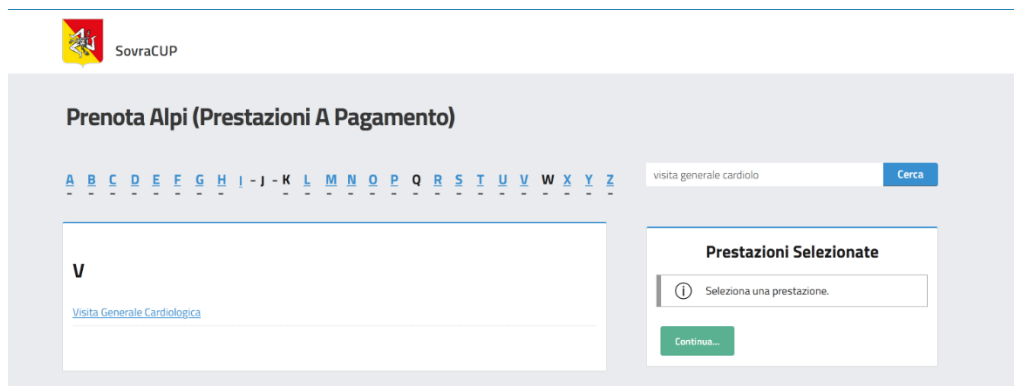 SovraCUP
Prenota Alpi (Prestazioni A Pagamento)
A B C D E F G H I - J - K L M N O P Q R S T U V W X Y Z
- - - - - - - - - - - - - - - - - - - - - - - -
visita generale cardiolo
Cerca
V
Visita Generale Cardiologica
Prestazioni Selezionate
Seleziona una prestazione.
Continua...